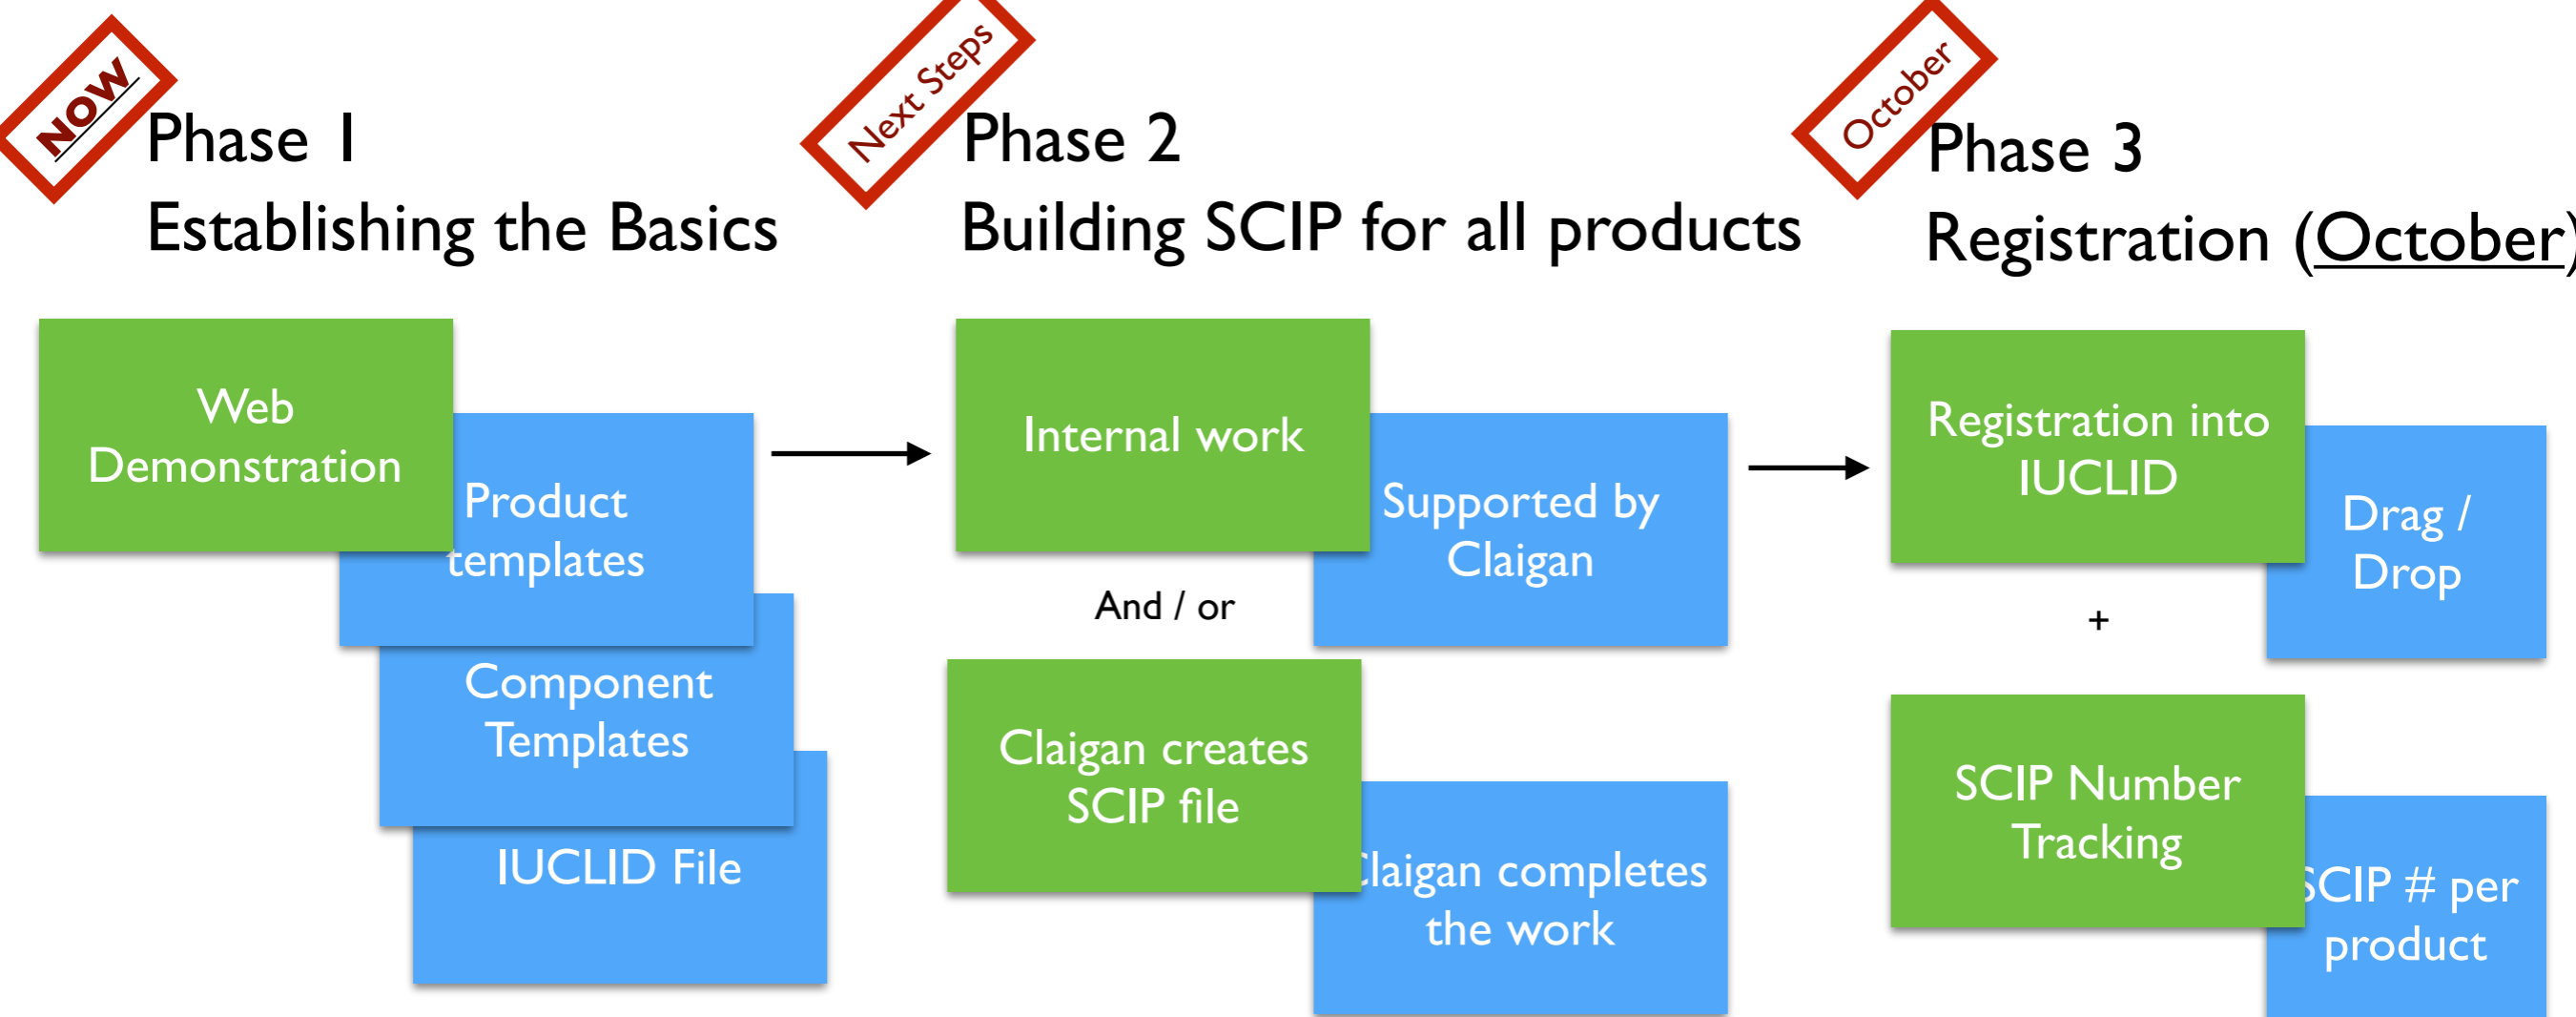 NOW
Phase 1
Establishing the Basics
Web
Demonstration
Product
templates
Component
Templates
IUCLID File
Next Steps
Phase 2
Building SCIP for all products
Internal work
Supported by
Claigan
And / or
Claigan creates
SCIP file
Claigan completes
the work
October
Phase 3
Registration (October)
Registration into
IUCLID
Drag /
Drop
+
SCIP Number
Tracking
SCIP # per
product